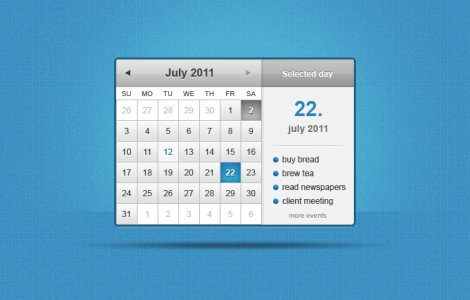 ◄ July 2011 ►
SU MO TU WE TH FR SA
26 27 28 29 30 1 2
3 4 5 6 7 8 9
10 11 12 13 14 15 16
17 18 19 20 21 22 23
24 25 26 27 28 29 30
31 1 2 3 4 5 6
Selected day
22.
july 2011
buy bread
brew tea
read newspapers
client meeting
more events